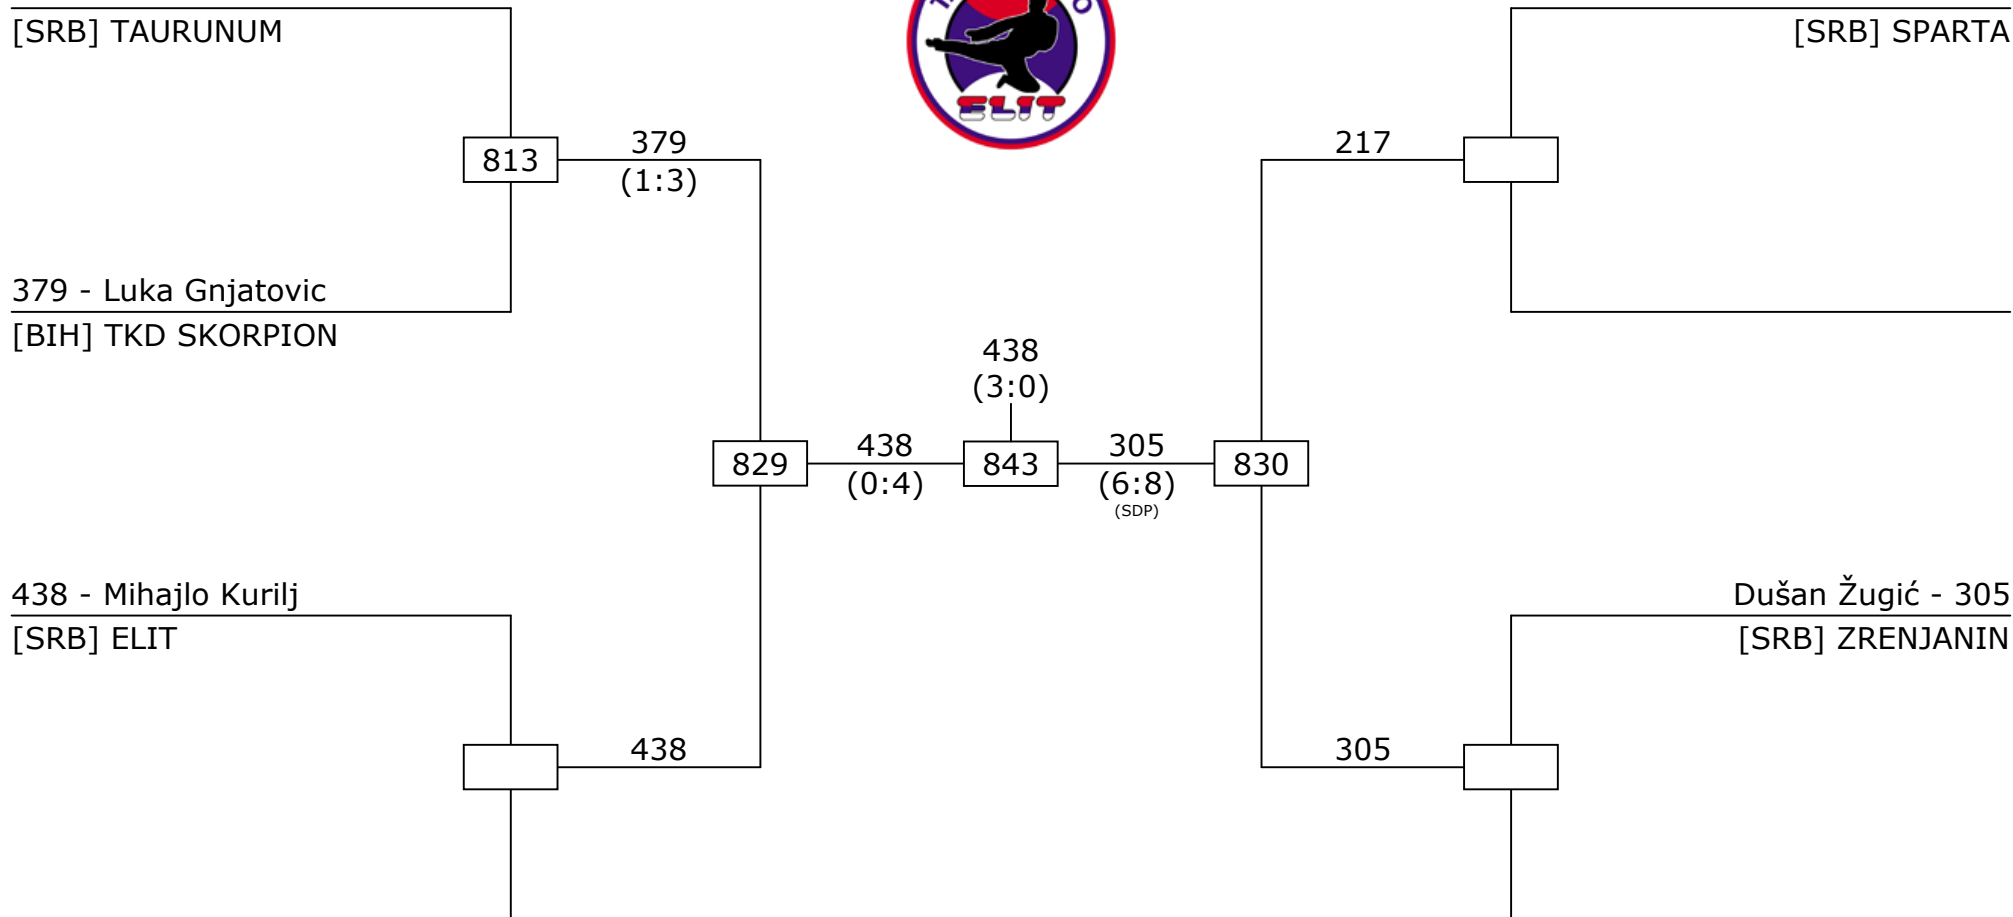 [SRB] TAURUNUM
[SRB] SPARTA
ELIT
813
379
(1:3)
217
379 - Luka Gnjatovic
[BIH] TKD SKORPION
438
(3:0)
829
438
(0:4)
843
305
(6:8)
(SDP)
830
438 - Mihajlo Kurilj
[SRB] ELIT
Dušan Žugić - 305
[SRB] ZRENJANIN
438
305